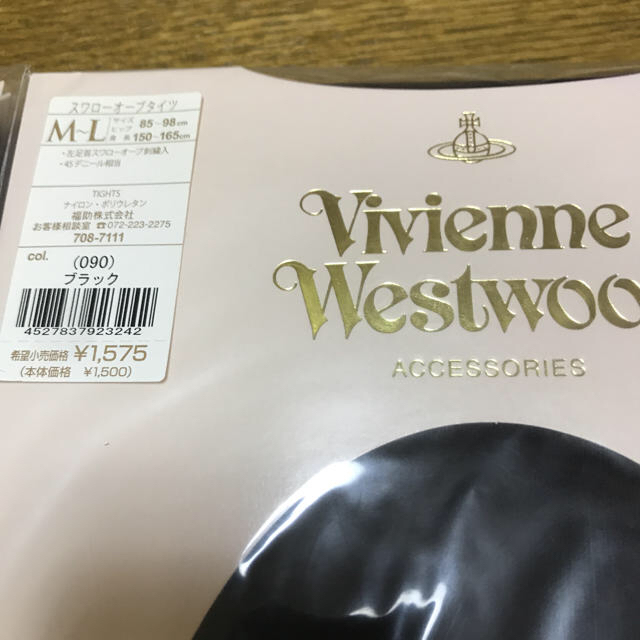 スワローオーブタイツ
M~L サイズ ヒップ 85~98cm
身長 150~165cm
・左足首スワローオーブ刺繍入
・45デニール相当
TIGHTS
ナイロン・ポリウレタン
福助株式会社
お客様相談室 ☎072-223-2275
708-7111
col. (090)
ブラック
4527837923242
希望小売価格 ¥1,575
(本体価格 ¥1,500)
Vivienne
Westwoo
ACCESSORIES